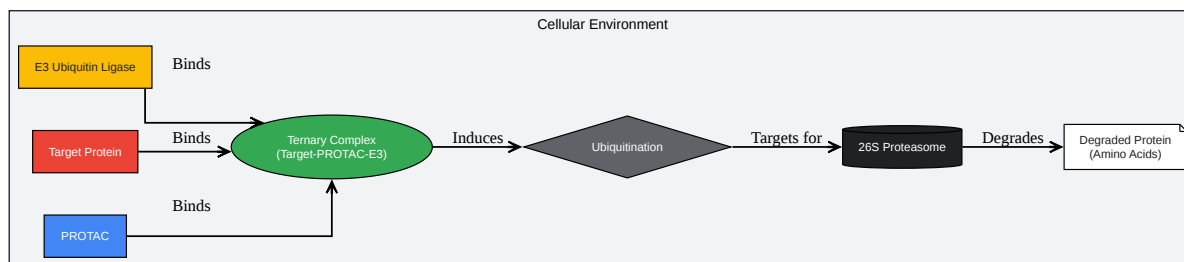 Cellular Environment
E3 Ubiquitin Ligase
Binds
Target Protein
Binds
PROTAC
Binds
Ternary Complex
(Target-PROTAC-E3)
Induces
Ubiquitination
Targets for
26S Proteasome
Degrades
Degraded Protein
(Amino Acids)